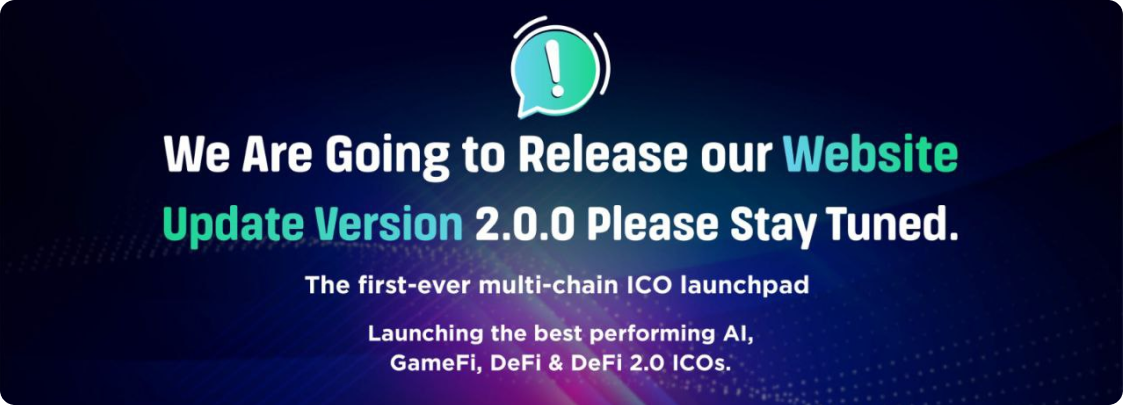 We Are Going to Release our Website
Update Version 2.0.0 Please Stay Tuned.
The first-ever multi-chain ICO launchpad
Launching the best performing AI,
GameFi, DeFi & DeFi 2.0 ICOs.